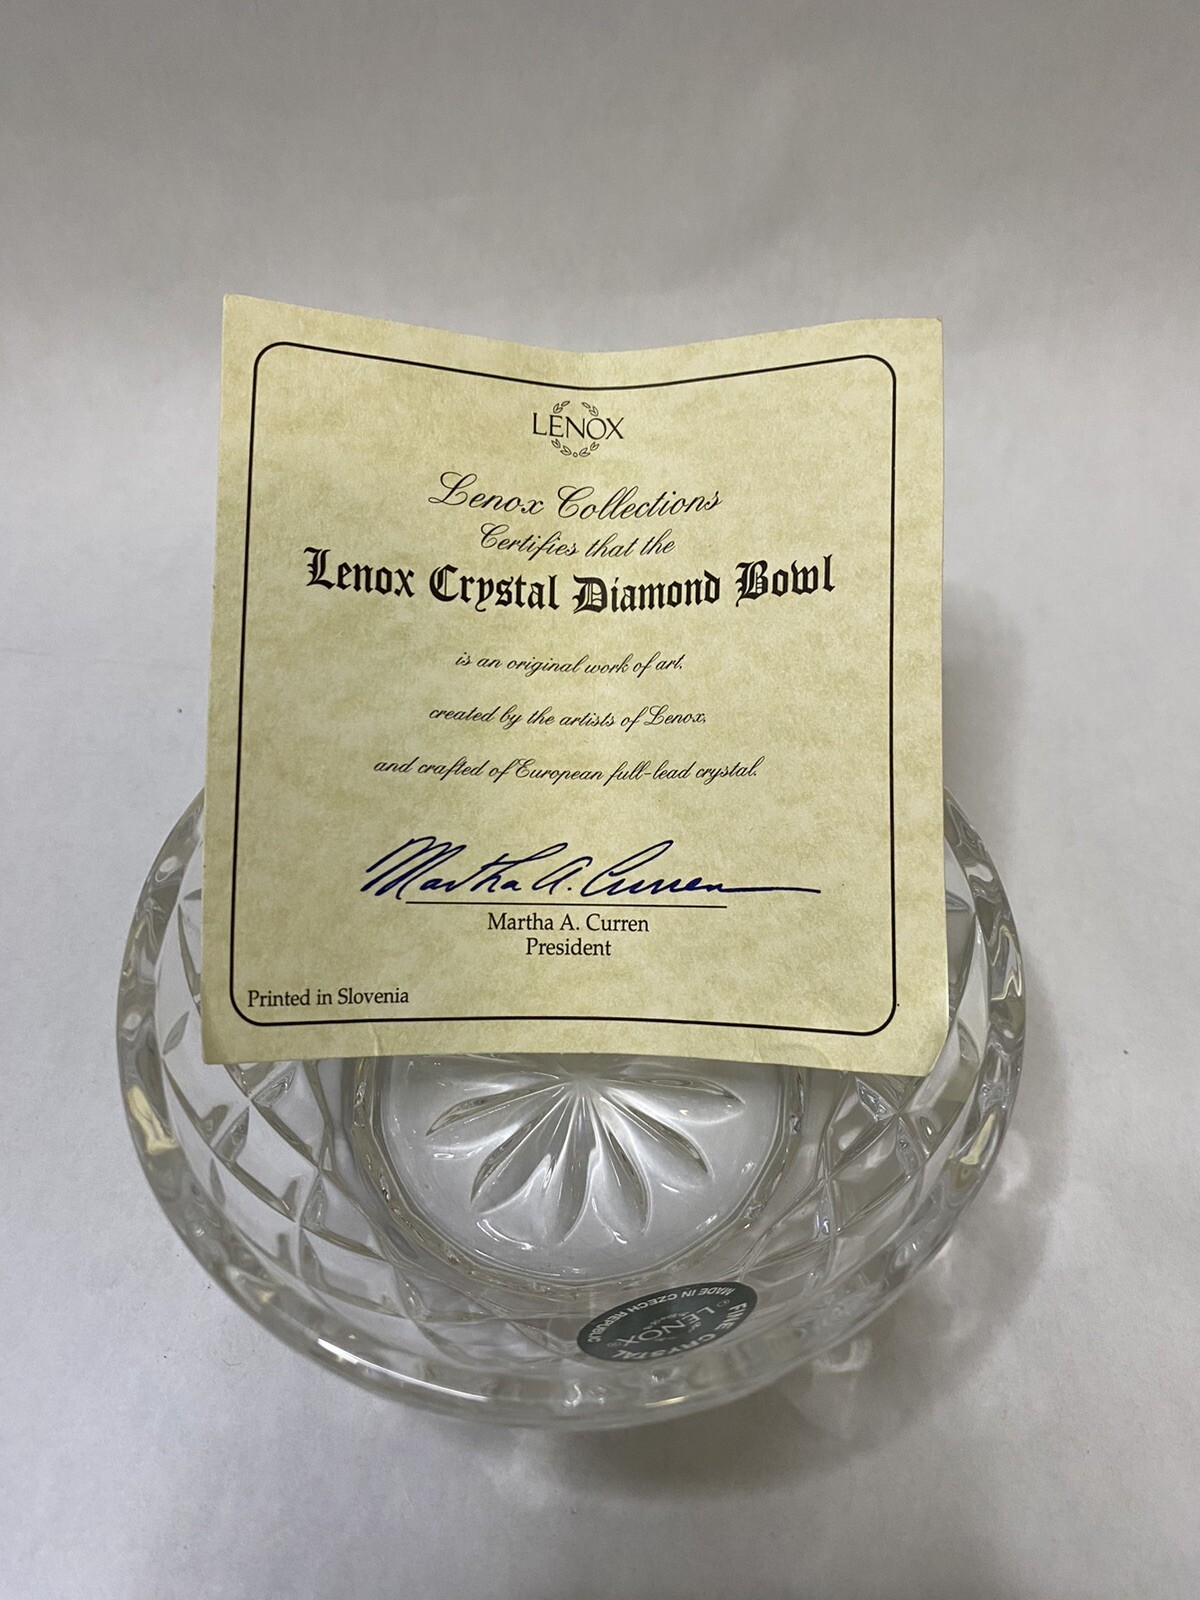 LENOX
Lenox Collections
Certifies that the
Lenox Crystal Diamond Bowl
is an original work of art,
created by the artists of Lenox,
and crafted of European full-lead crystal.
Martha A. Curren
Martha A. Curren
President
Printed in Slovenia
FINE CRYSTAL
LENOX®
MADE IN CZECH REPUBLIC